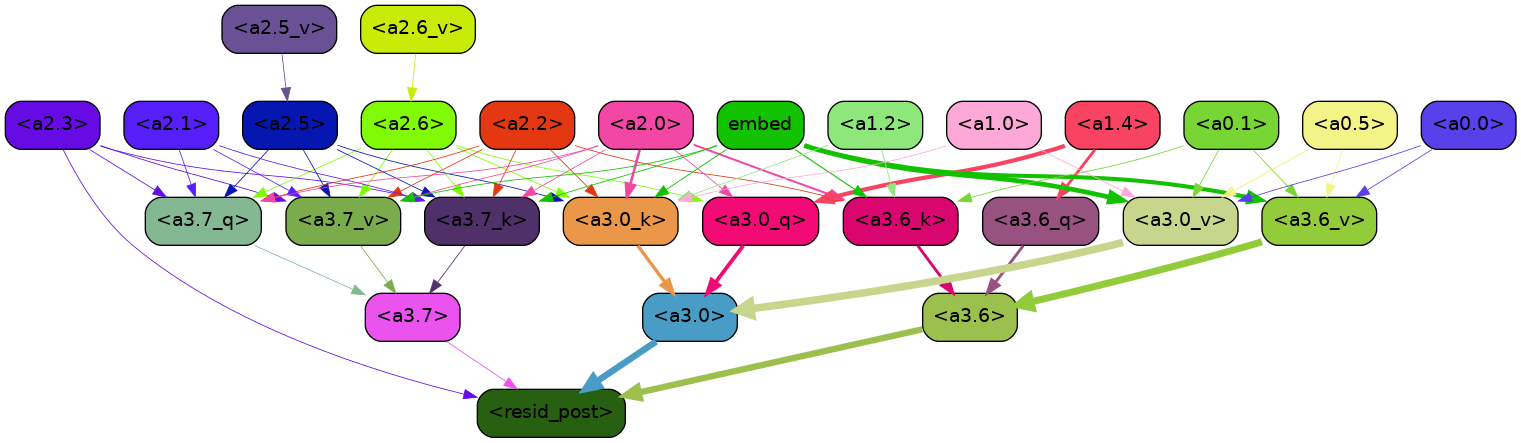 <a2.5_v> <a2.6_v>
<a2.3> <a2.1> <a2.5> <a2.6> <a2.2> <a2.0> embed <a1.2> <a1.0> <a1.4> <a0.1> <a0.5> <a0.0>
<a3.7_q> <a3.7_v> <a3.7_k> <a3.0_k> <a3.0_q> <a3.6_k> <a3.6_q> <a3.0_v> <a3.6_v>
<a3.7> <a3.0> <a3.6>
<resid_post>